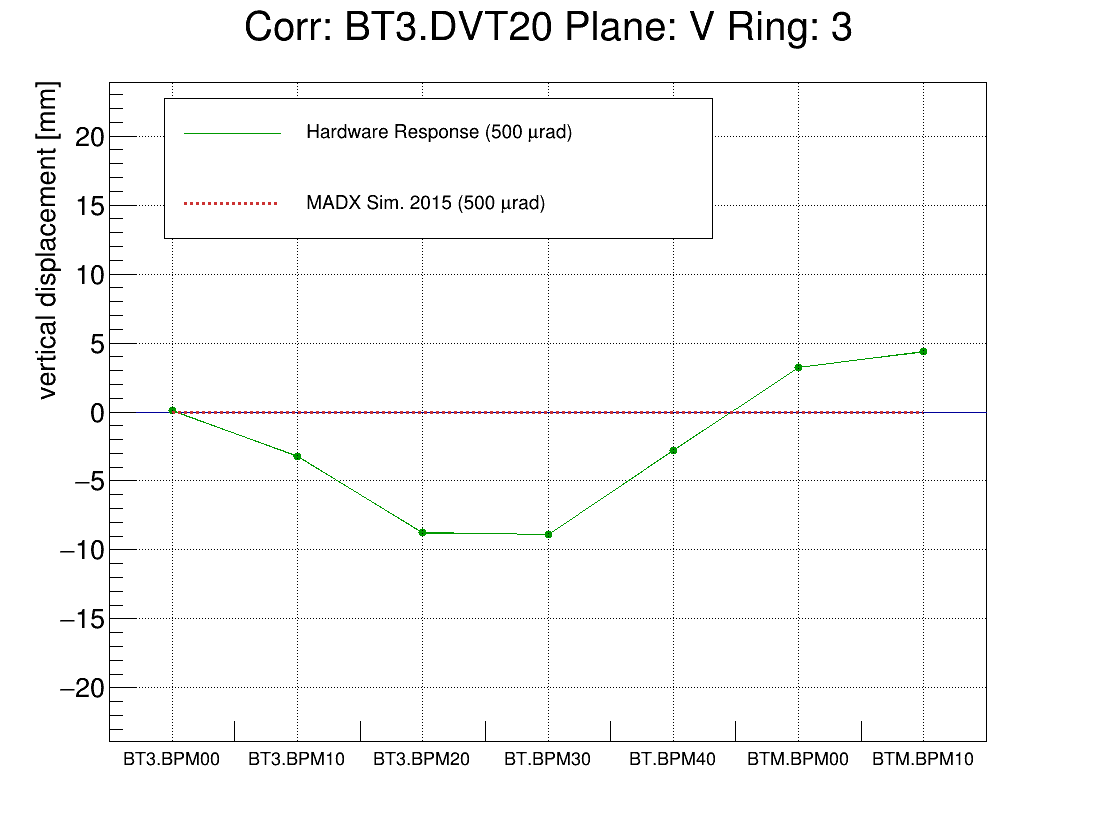 Corr: BT3.DVT20 Plane: V Ring: 3
vertical displacement [mm]
Hardware Response (500 μrad)
MADX Sim. 2015 (500 μrad)
20
15
10
5
0
−5
−10
−15
−20
BT3.BPM00 BT3.BPM10 BT3.BPM20 BT.BPM30 BT.BPM40 BTM.BPM00 BTM.BPM10